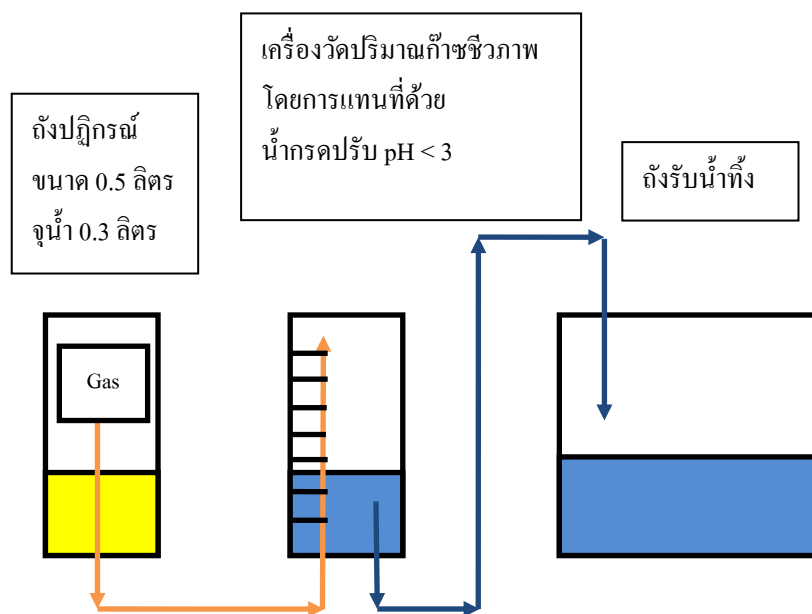 ถังปฏิกรณ์
ขนาด 0.5 ลิตร
จุน้ำ 0.3 ลิตร
เครื่องวัดปริมาณก๊าซชีวภาพ
โดยการแทนที่ด้วย
น้ำกรดปรับ pH < 3
ถังรับน้ำทิ้ง
Gas